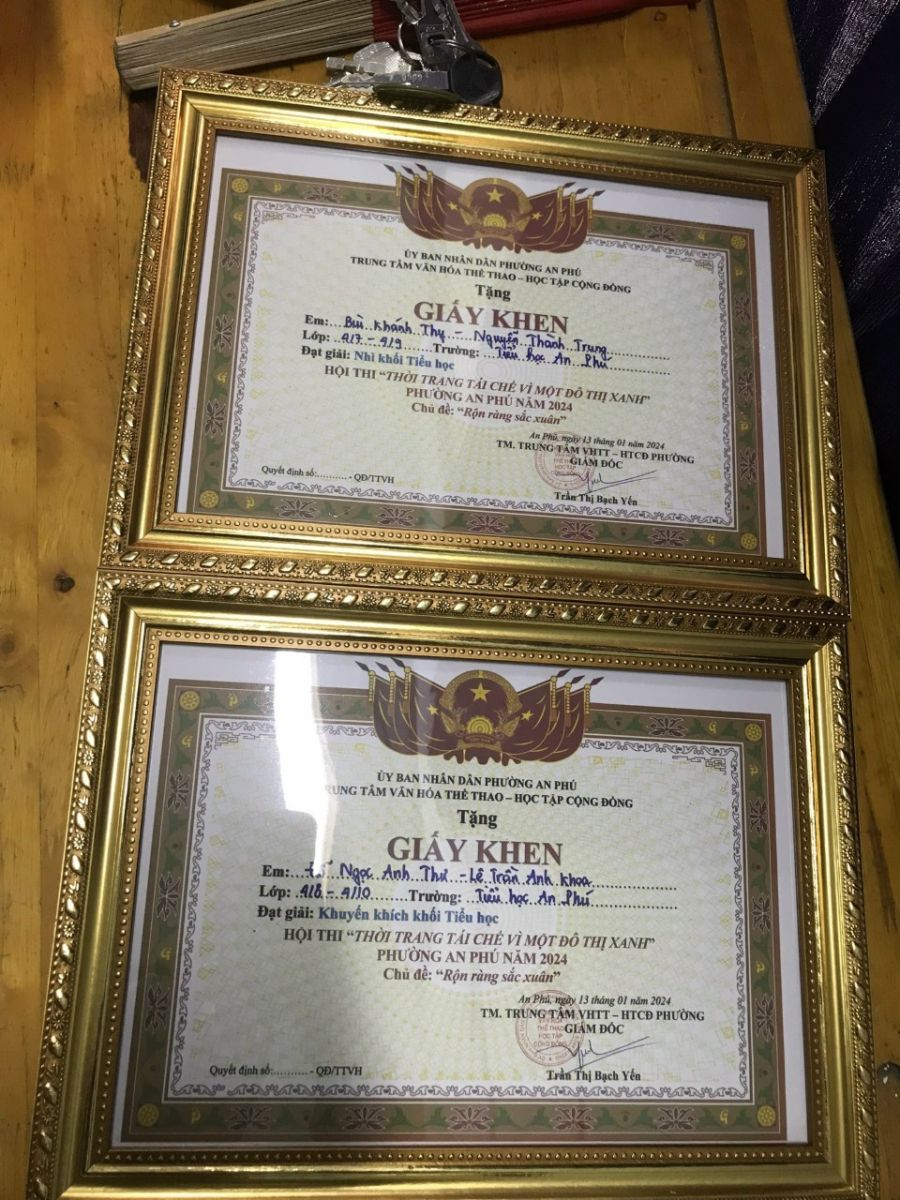 ỦY BAN NHÂN DÂN PHƯỜNG AN PHÚ
TRUNG TÂM VĂN HÓA THỂ THAO – HỌC TẬP CỘNG ĐỒNG
Tặng
GIẤY KHEN
Em:... Bùi Khánh Thy - Nguyễn Thành Trung
Lớp: 4/7 - 4/9 Trường: Tiểu học An Phú
Đạt giải: Nhì khối Tiểu học
HỘI THI “THỜI TRANG TÁI CHẾ VÌ MỘT ĐÔ THỊ XANH”
PHƯỜNG AN PHÚ NĂM 2024
Chủ đề: “Rộn ràng sắc xuân”
An Phú, ngày 13 tháng 01 năm 2024
TM. TRUNG TÂM VHTT – HTCĐ PHƯỜNG
GIÁM ĐỐC
Quyết định số:.......... - QĐ/TTVH
Trần Thị Bạch Yến
ỦY BAN NHÂN DÂN PHƯỜNG AN PHÚ
TRUNG TÂM VĂN HÓA THỂ THAO – HỌC TẬP CỘNG ĐỒNG
Tặng
GIẤY KHEN
Em: Ngọc Anh Thư - Lê Trần Anh Khoa
Lớp: 4/8 - 4/10 Trường: Tiểu học An Phú
Đạt giải: Khuyến khích khối Tiểu học
HỘI THI “THỜI TRANG TÁI CHẾ VÌ MỘT ĐÔ THỊ XANH”
PHƯỜNG AN PHÚ NĂM 2024
Chủ đề: “Rộn ràng sắc xuân”
An Phú, ngày 13 tháng 01 năm 2024
TM. TRUNG TÂM VHTT – HTCĐ PHƯỜNG
GIÁM ĐỐC
THỂ THAO
HỌC TẬP
CỘNG ĐỒNG
Quyết định số:.......... - QĐ/TTVH
Trần Thị Bạch Yến